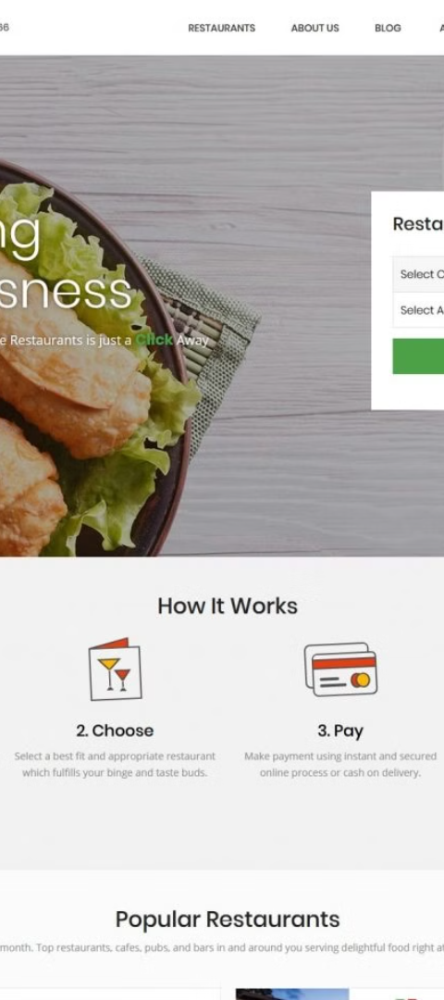 66
RESTAURANTS ABOUT US BLOG A
ng
sness
e Restaurants is just a Click Away
Resta
Select C
Select A
How It Works
2. Choose
Select a best fit and appropriate restaurant
which fulfills your binge and taste buds.
3. Pay
Make payment using instant and secured
online process or cash on delivery.
Popular Restaurants
month. Top restaurants, cafes, pubs, and bars in and around you serving delightful food right at